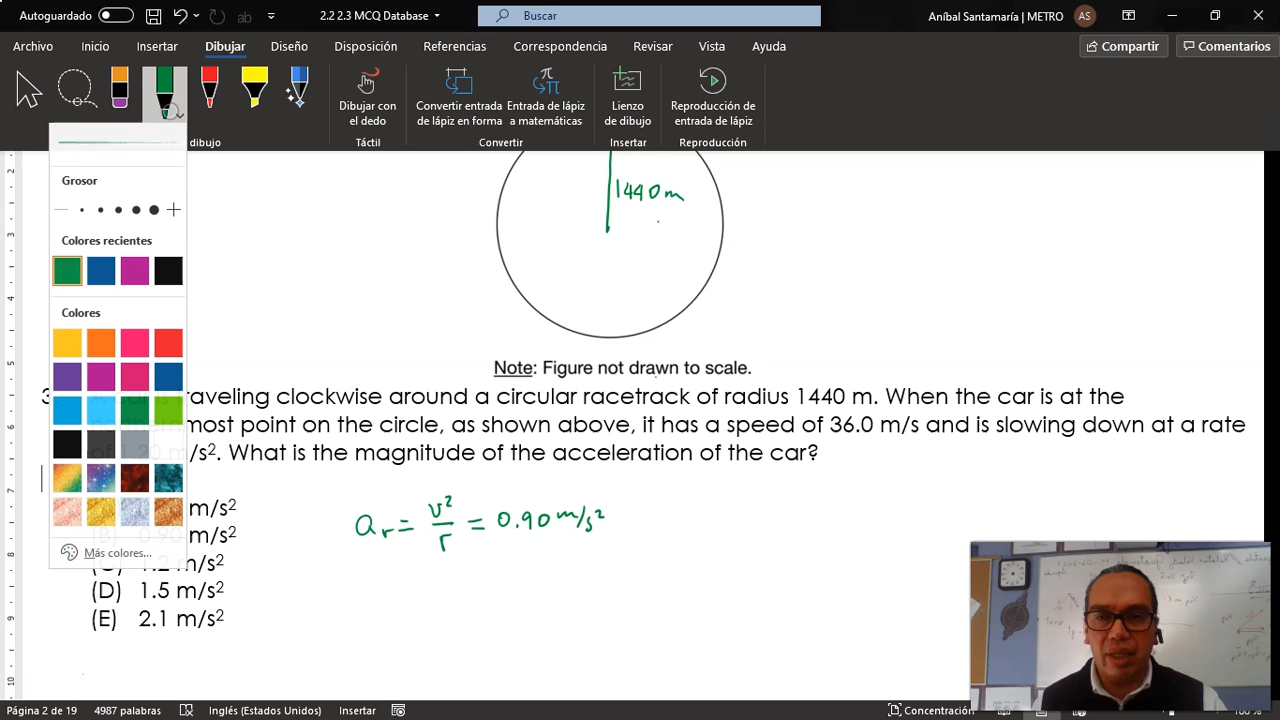 Autoguardado
2.2 2.3 MCQ Database
Buscar
Aníbal Santamaría | METRO
AS
Archivo Inicio Insertar Dibujar Diseño Disposición Referencias Correspondencia Revisar Vista Ayuda
Compartir
Comentarios
Dibujar con el dedo
Convertir entrada de lápiz en forma
Entrada de lápiz a matemáticas
Lienzo de dibujo
Reproducción de entrada de lápiz
dibujo
Táctil
Convertir
Insertar
Reproducción
Grosor
Colores recientes
Colores
Más colores...
1440 m
Note: Figure not drawn to scale.
traveling clockwise around a circular racetrack of radius 1440 m. When the car is at the
most point on the circle, as shown above, it has a speed of 36.0 m/s and is slowing down at a rate
m/s². What is the magnitude of the acceleration of the car?
m/s²
m/s²
m/s²
(D) 1.5 m/s²
(E) 2.1 m/s²
a_r = v²/r = 0.90 m/s²
Página 2 de 19
4987 palabras
Inglés (Estados Unidos)
Insertar
Concentración